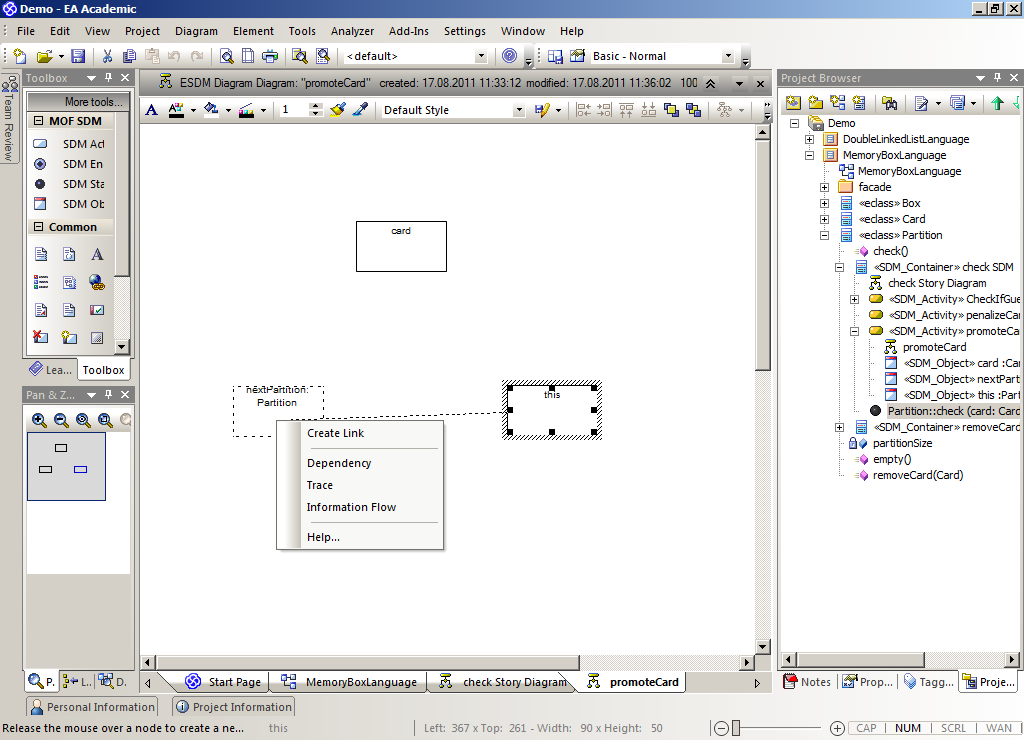 Demo - EA Academic
File Edit View Project Diagram Element Tools Analyzer Add-Ins Settings Window Help
<default>
Basic - Normal
Team Review
Toolbox
More tools...
MOF SDM
SDM Act
SDM En
SDM Sta
SDM Ob
Common
Lea...
Toolbox
Pan & Z...
P.
L..
D.
ESDM Diagram Diagram: "promoteCard" created: 17.08.2011 11:33:12 modified: 17.08.2011 11:36:02 100
1
Default Style
card
nextPartition:
Partition
this
Create Link
Dependency
Trace
Information Flow
Help...
Start Page
MemoryBoxLanguage
check Story Diagram
promoteCard
Project Browser
Demo
DoubleLinkedListLanguage
MemoryBoxLanguage
MemoryBoxLanguage
facade
«eclass» Box
«eclass» Card
«eclass» Partition
check()
«SDM_Container» check SDM
check Story Diagram
«SDM_Activity» CheckIfGue
«SDM_Activity» penalizeCar
«SDM_Activity» promoteCa
promoteCard
«SDM_Object» card :Car
«SDM_Object» nextPart
«SDM_Object» this :Part
Partition::check (card: Card
«SDM_Container» removeCard
partitionSize
empty()
removeCard(Card)
Notes
Prop...
Tagg...
Proje...
Personal Information
Project Information
Release the mouse over a node to create a ne...
this
Left: 367 x Top: 261 - Width: 90 x Height: 50
CAP NUM SCRL WAN